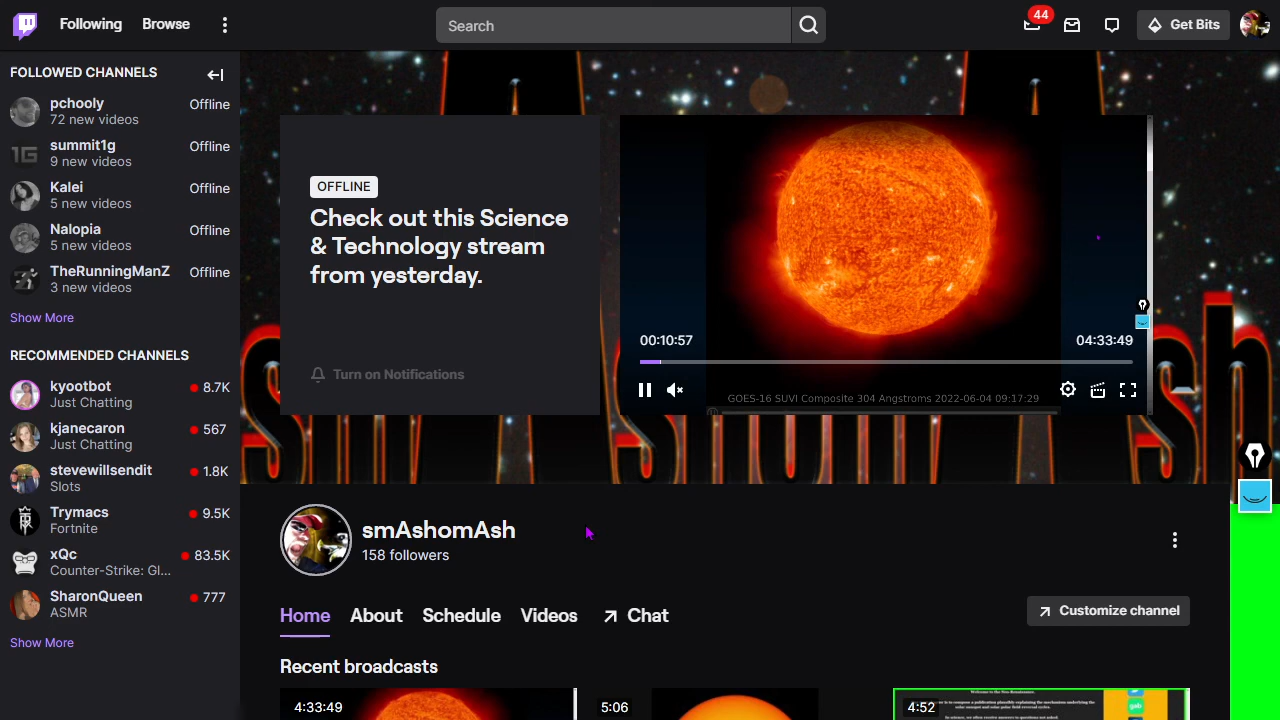 Following
Browse
Search
44
Get Bits
FOLLOWED CHANNELS
pchooly
Offline
72 new videos
summit1g
Offline
9 new videos
Kalei
Offline
5 new videos
Nalopia
Offline
5 new videos
TheRunningManZ
Offline
3 new videos
Show More
RECOMMENDED CHANNELS
kyootbot
8.7K
Just Chatting
kjanecaron
567
Just Chatting
stevewillsendit
1.8K
Slots
Trymacs
9.5K
Fortnite
xQc
83.5K
Counter-Strike: Gl...
SharonQueen
777
ASMR
Show More
OFFLINE
Check out this Science
& Technology stream
from yesterday.
Turn on Notifications
00:10:57
04:33:49
GOES-16 SUVI Composite 304 Angstroms 2022-06-04 09:17:29
smAshomAsh
158 followers
Home
About
Schedule
Videos
Chat
Customize channel
Recent broadcasts
4:33:49
5:06
4:52
Welcome to the Neo Renaissance.
gab